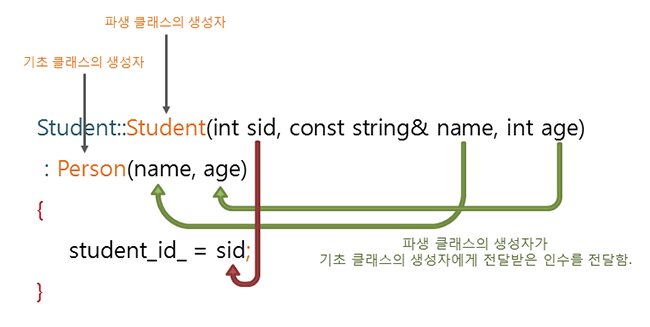 파생 클래스의 생성자
기초 클래스의 생성자
Student::Student(int sid, const string& name, int age)
: Person(name, age)
{
student_id_ = sid;
}
파생 클래스의 생성자가
기초 클래스의 생성자에게 전달받은 인수를 전달함.